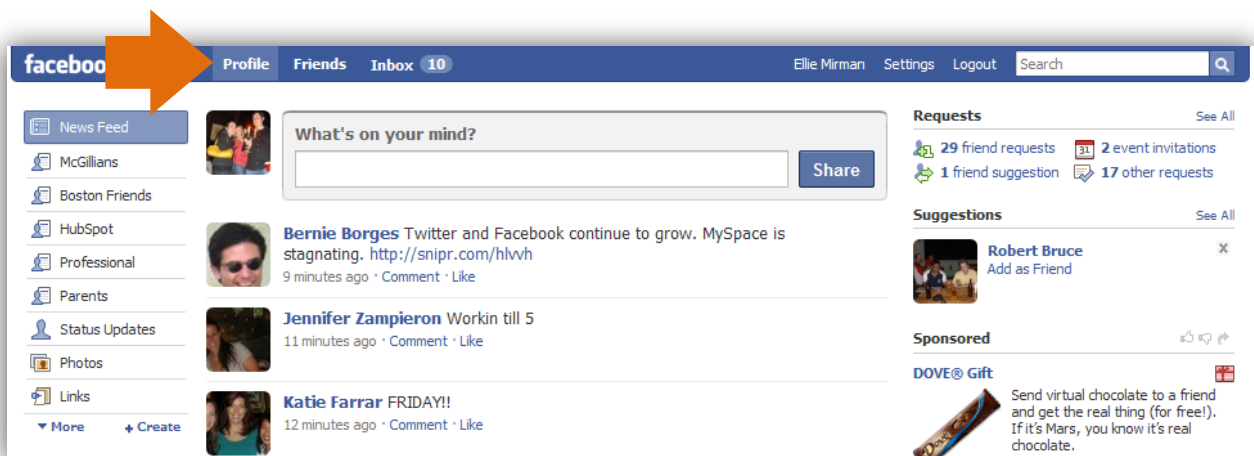 faceboo
Profile Friends Inbox 10
Ellie Mirman Settings Logout Search
News Feed
McGillians
Boston Friends
HubSpot
Professional
Parents
Status Updates
Photos
Links
More + Create
What's on your mind?
Share
Bernie Borges Twitter and Facebook continue to grow. MySpace is
stagnating. http://snipr.com/hlvvh
9 minutes ago · Comment · Like
Jennifer Zampieron Workin till 5
11 minutes ago · Comment · Like
Katie Farrar FRIDAY!!
12 minutes ago · Comment · Like
Requests See All
29 friend requests 31 2 event invitations
1 friend suggestion 17 other requests
Suggestions See All
Robert Bruce x
Add as Friend
Sponsored
DOVE® Gift
Send virtual chocolate to a friend
and get the real thing (for free!).
If it's Mars, you know it's real
chocolate.
Dove